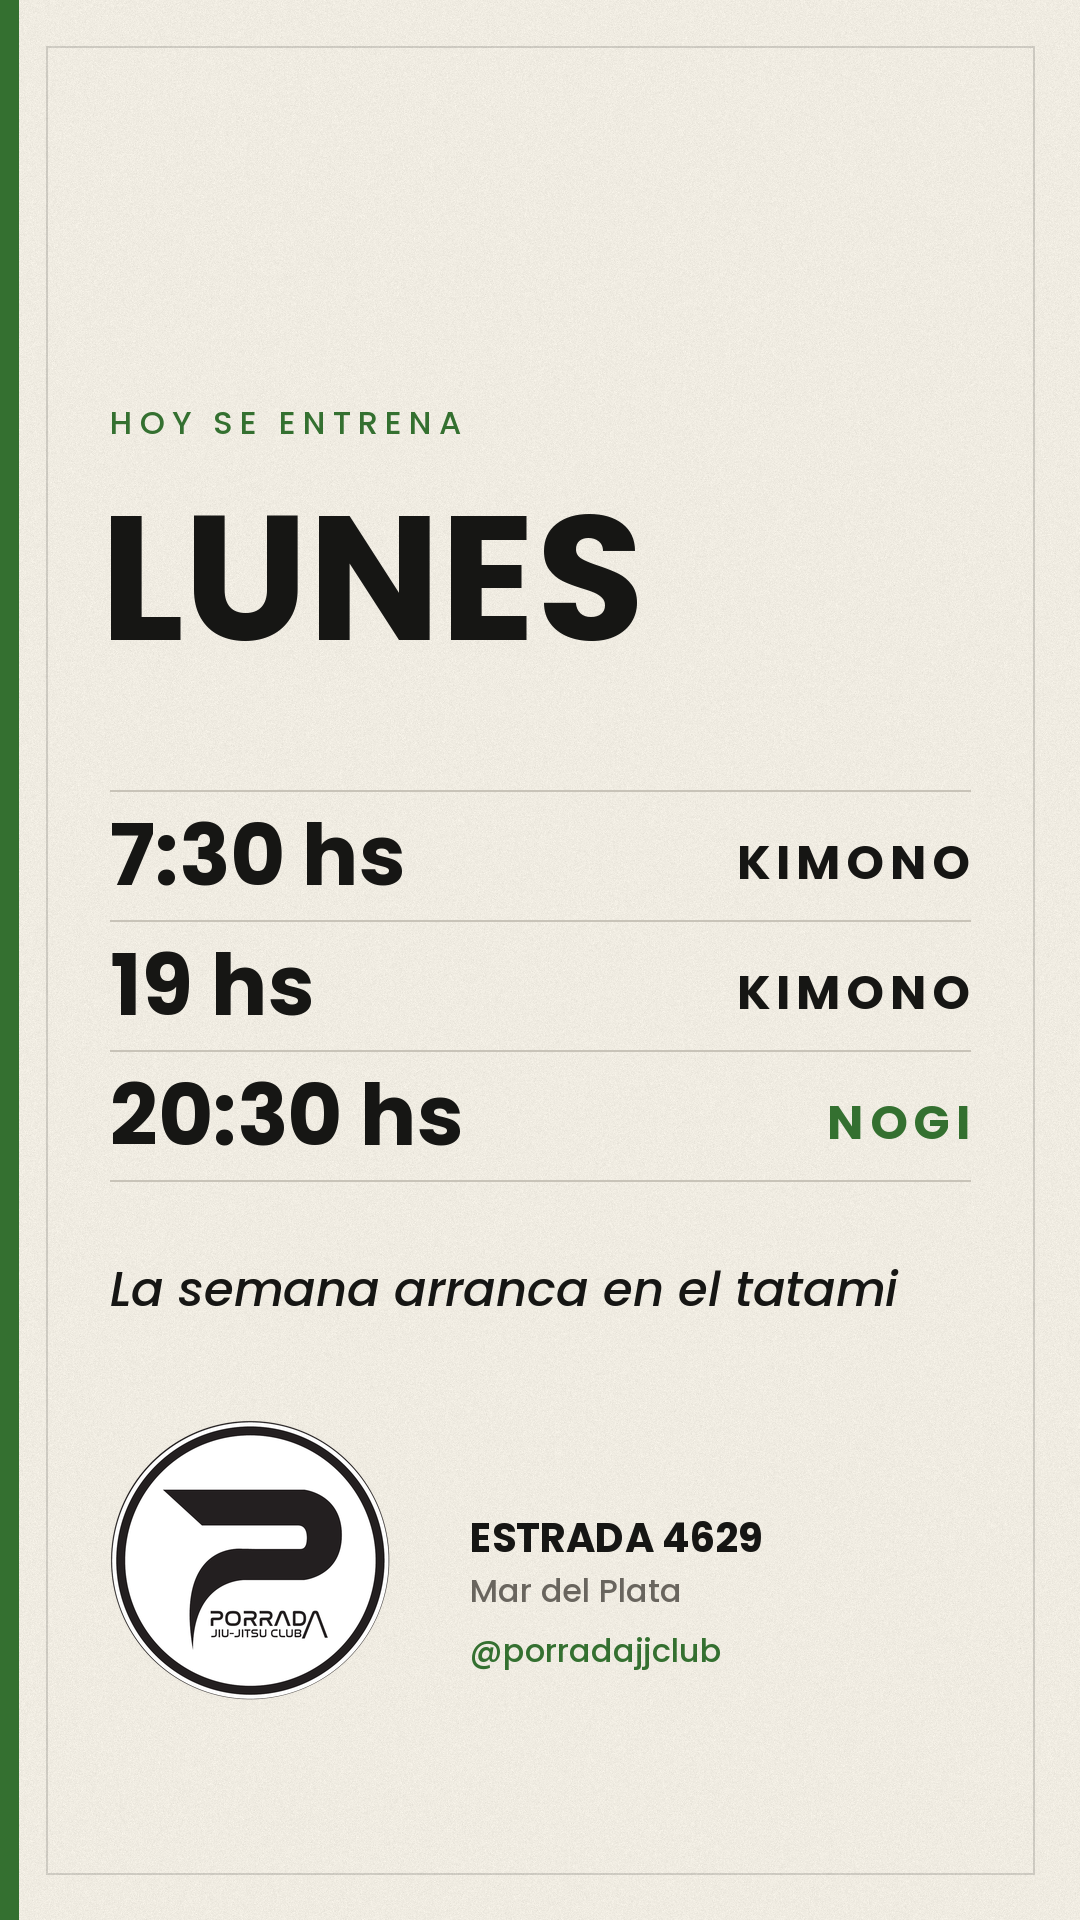 HOY SE ENTRENA
LUNES
7:30 hs KIMONO
19 hs KIMONO
20:30 hs NOGI
La semana arranca en el tatami
PORRADA
JIU-JITSU CLUB
ESTRADA 4629
Mar del Plata
@porradajjclub